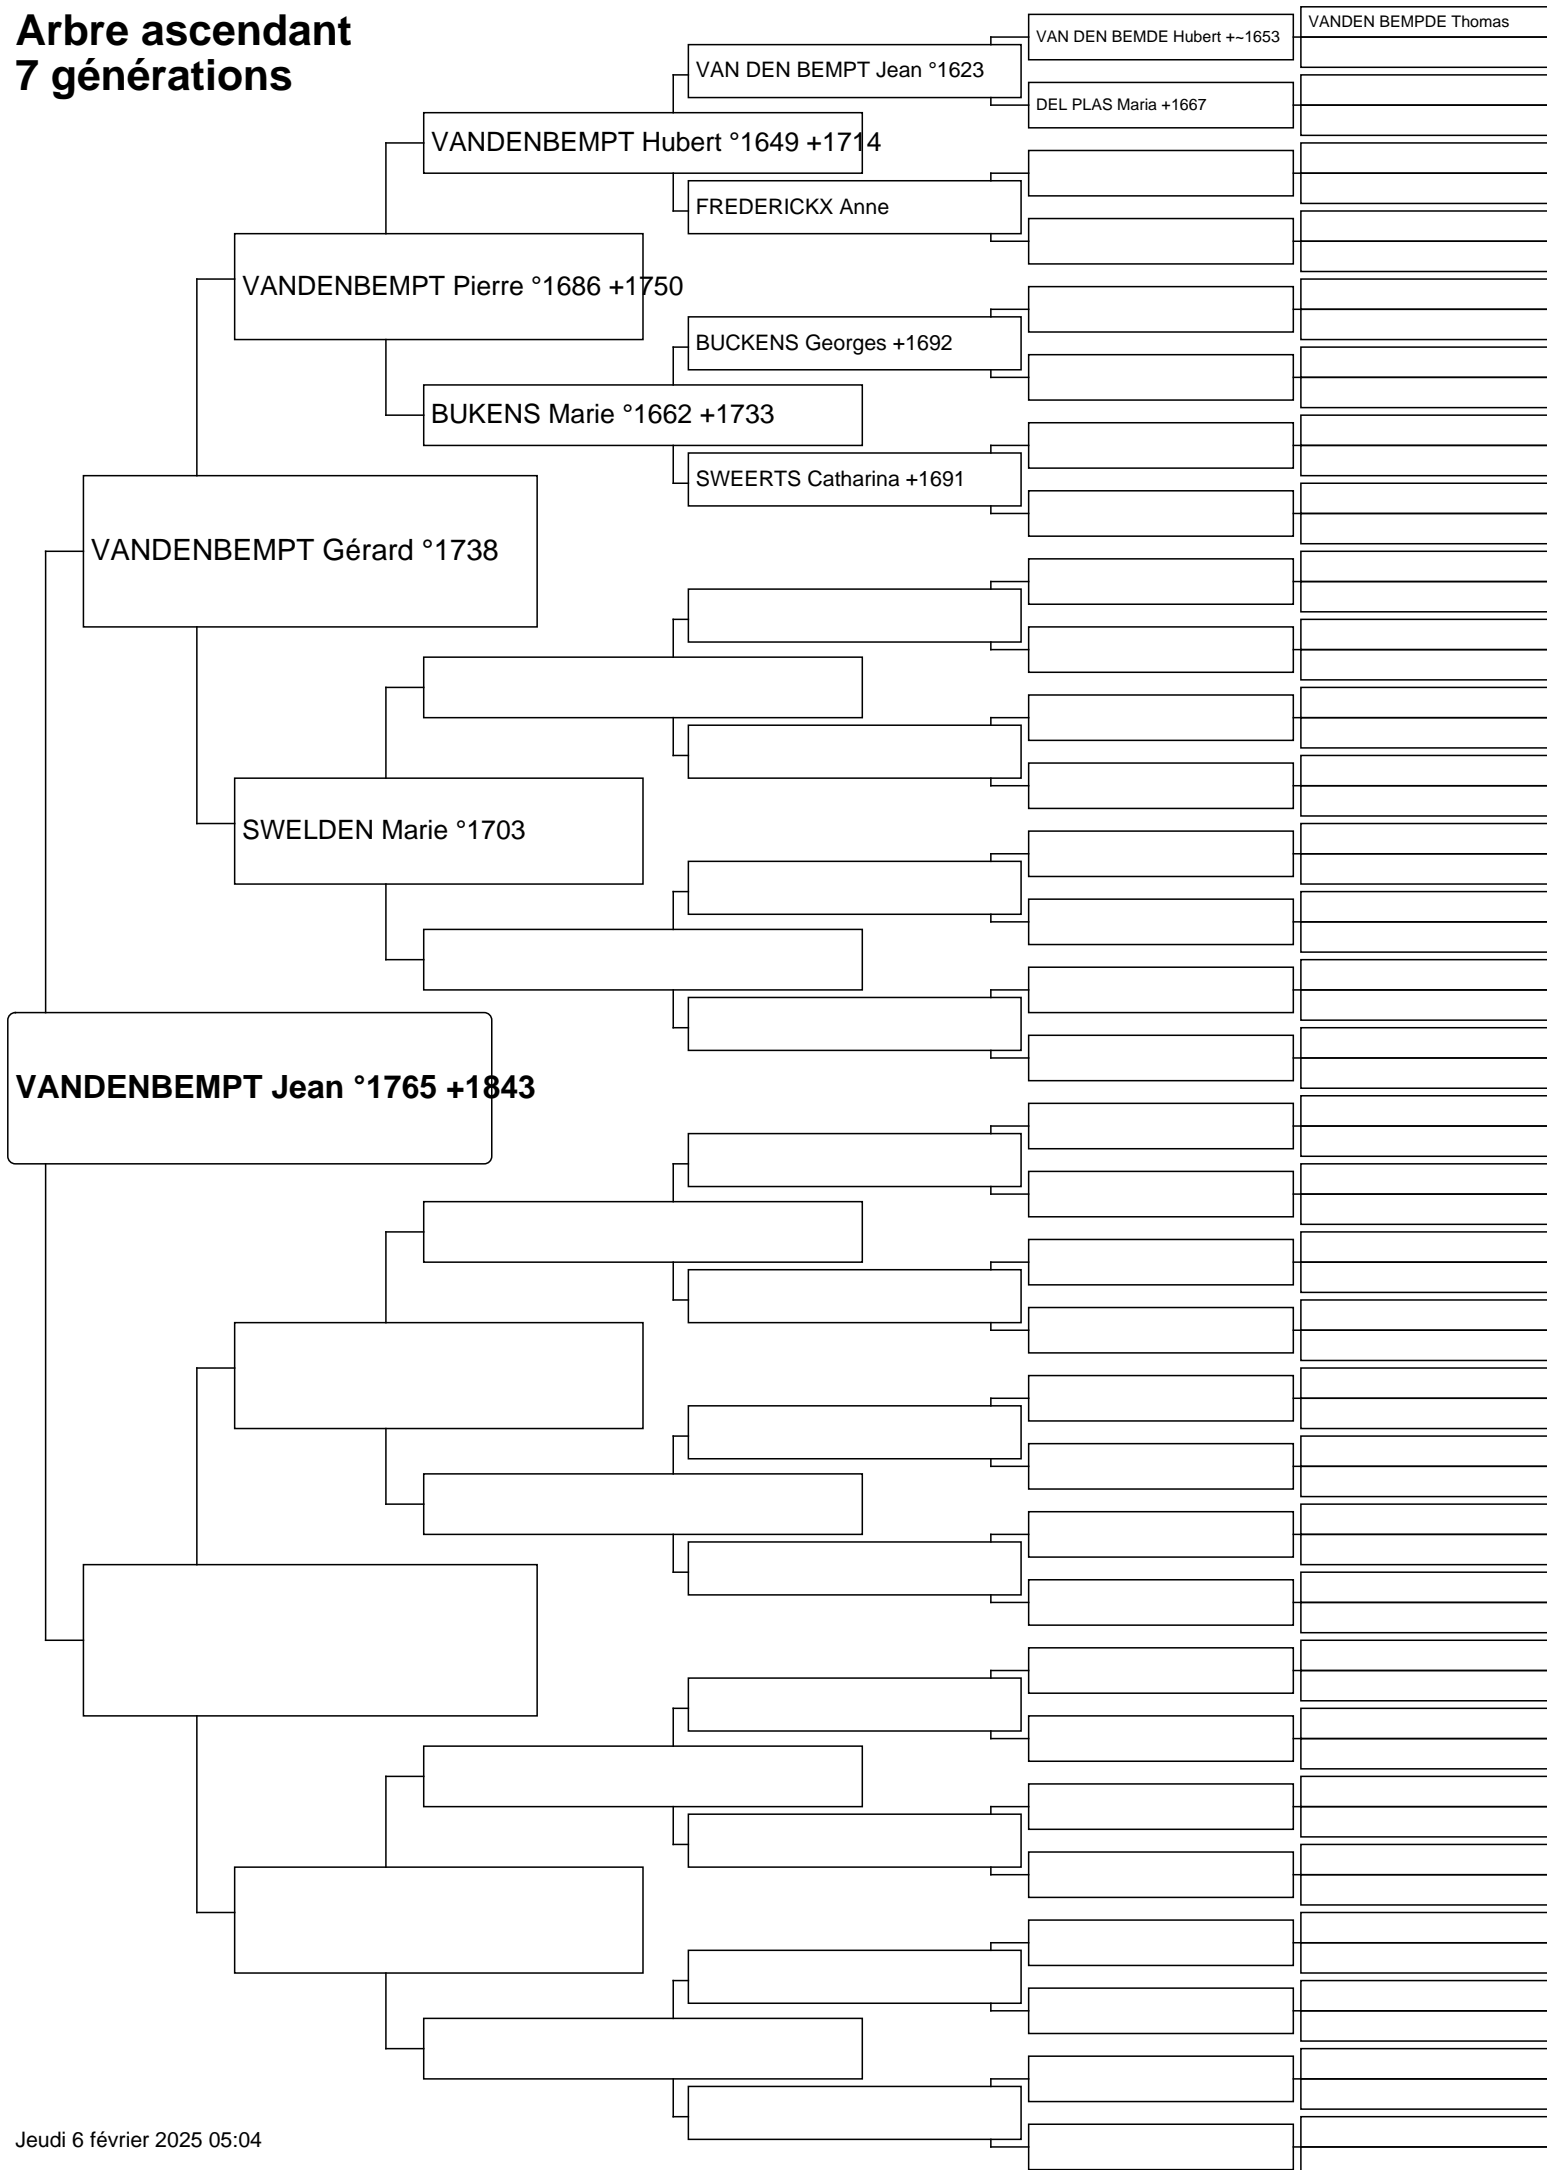 Arbre ascendant
7 générations
VANDEN BEMPDE Thomas
VAN DEN BEMDE Hubert +~1653
VAN DEN BEMPT Jean °1623
DEL PLAS Maria +1667
VANDENBEMPT Hubert °1649 +1714
FREDERICKX Anne
VANDENBEMPT Pierre °1686 +1750
BUCKENS Georges +1692
BUKENS Marie °1662 +1733
SWEERTS Catharina +1691
VANDENBEMPT Gérard °1738
SWELDEN Marie °1703
VANDENBEMPT Jean °1765 +1843
Jeudi 6 février 2025 05:04